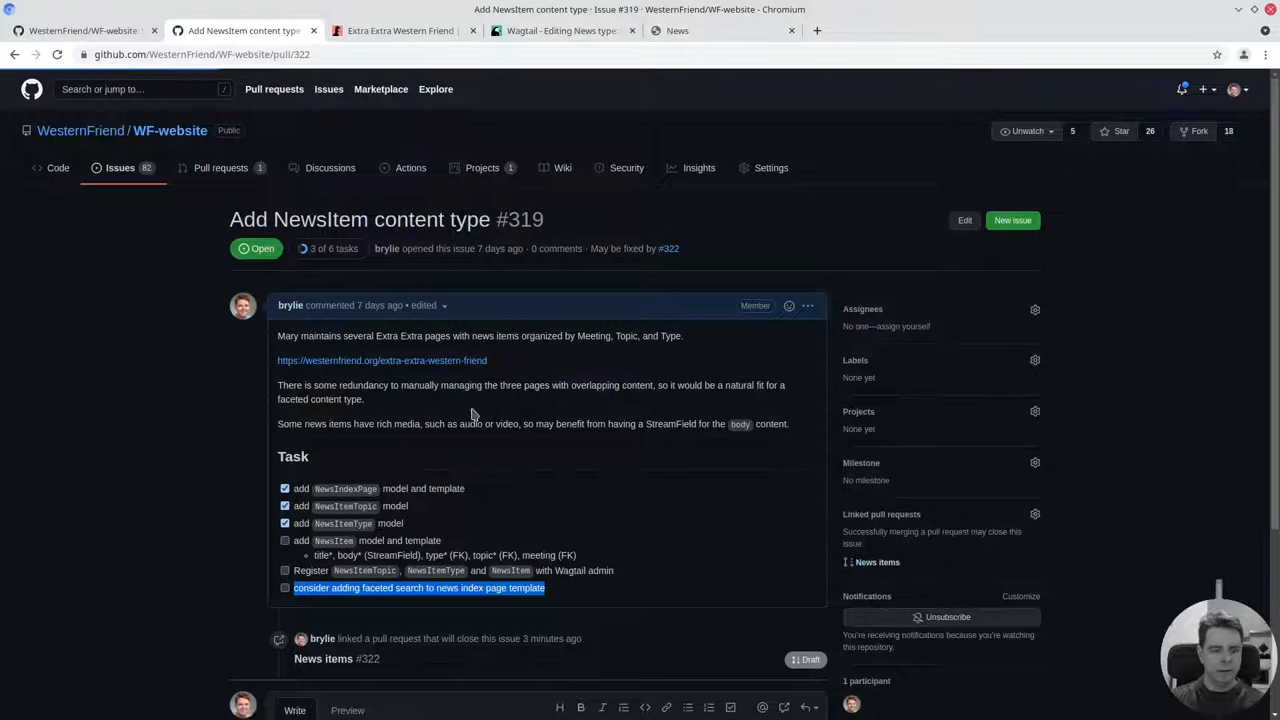 Add NewsItem content type · Issue #319 · WesternFriend/WF-website - Chromium
WesternFriend/WF-website:
Add NewsItem content type
Extra Extra Western Friend |
Wagtail - Editing News type:
News
github.com/WesternFriend/WF-website/pull/322
Search or jump to…
/
Pull requests
Issues
Marketplace
Explore
WesternFriend / WF-website
Public
Unwatch
5
Star
26
Fork
18
Code
Issues 82
Pull requests 1
Discussions
Actions
Projects 1
Wiki
Security
Insights
Settings
Add NewsItem content type #319
Edit
New issue
Open
3 of 6 tasks
brylie opened this issue 7 days ago · 0 comments · May be fixed by #322
brylie commented 7 days ago • edited
Member
Mary maintains several Extra Extra pages with news items organized by Meeting, Topic, and Type.
https://westernfriend.org/extra-extra-western-friend
There is some redundancy to manually managing the three pages with overlapping content, so it would be a natural fit for a
faceted content type.
Some news items have rich media, such as audio or video, so may benefit from having a StreamField for the body content.
Task
add NewsIndexPage model and template
add NewsItemTopic model
add NewsItemType model
add NewsItem model and template
title*, body* (StreamField), type* (FK), topic* (FK), meeting (FK)
Register NewsItemTopic, NewsItemType and NewsItem with Wagtail admin
consider adding faceted search to news index page template
brylie linked a pull request that will close this issue 3 minutes ago
News items #322
Draft
Write
Preview
Assignees
No one—assign yourself
Labels
None yet
Projects
None yet
Milestone
No milestone
Linked pull requests
Successfully merging a pull request may close this
issue.
News items
Notifications
Customize
Unsubscribe
You're receiving notifications because you're watching
this repository.
1 participant